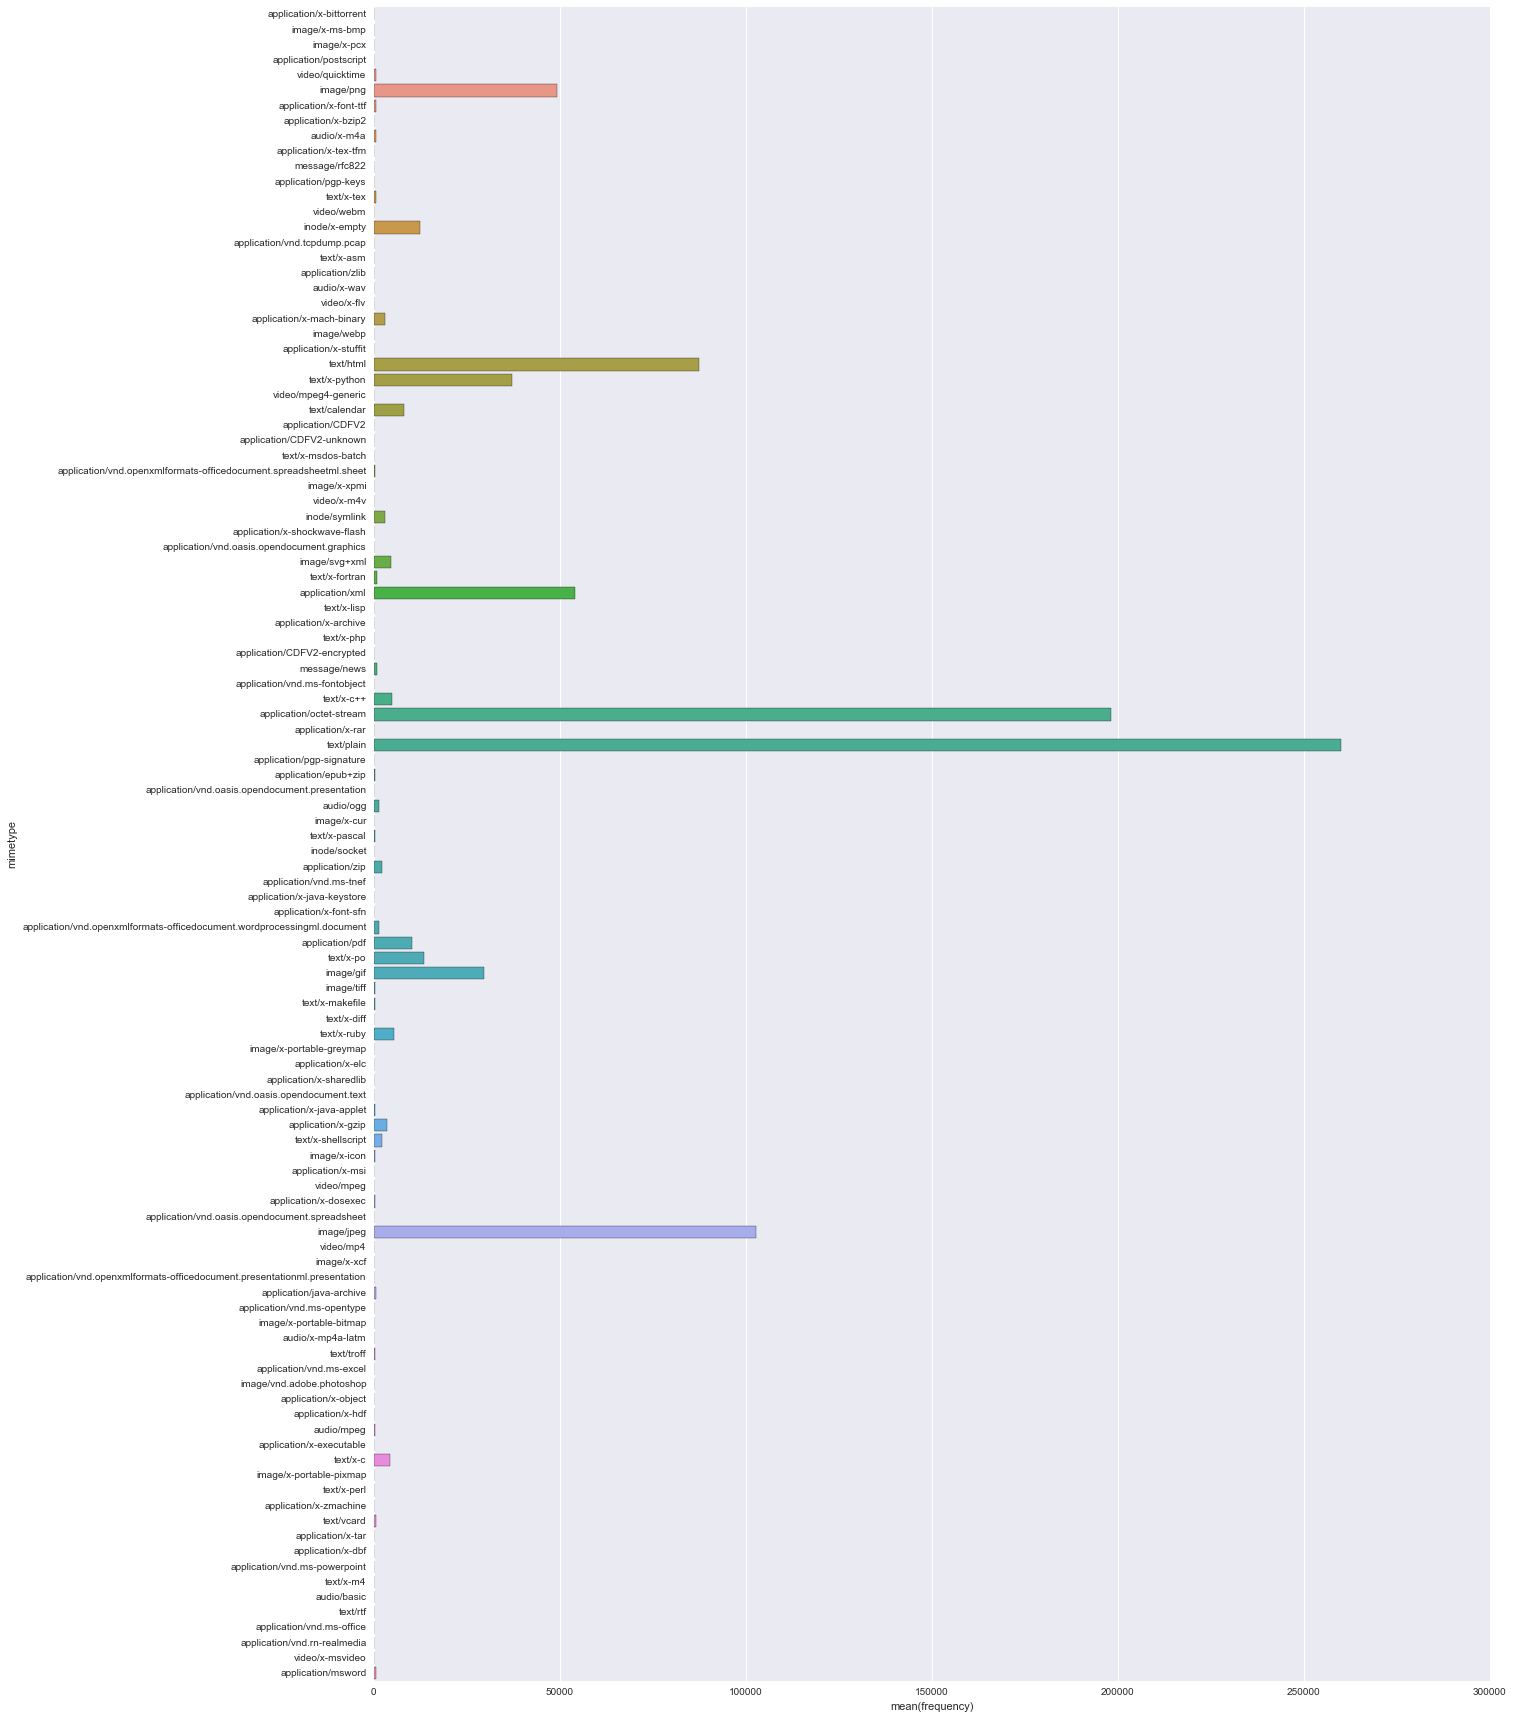 application/x-bittorrent
image/x-ms-bmp
image/x-pcx
application/postscript
video/quicktime
image/png
application/x-font-ttf
application/x-bzip2
audio/x-m4a
application/x-tex-tfm
message/rfc822
application/pgp-keys
text/x-tex
video/webm
inode/x-empty
application/vnd.tcpdump.pcap
text/x-asm
application/zlib
audio/x-wav
video/x-flv
application/x-mach-binary
image/webp
application/x-stuffit
text/html
text/x-python
video/mpeg4-generic
text/calendar
application/CDFV2
application/CDFV2-unknown
text/x-msdos-batch
application/vnd.openxmlformats-officedocument.spreadsheetml.sheet
image/x-xpmi
video/x-m4v
inode/symlink
application/x-shockwave-flash
application/vnd.oasis.opendocument.graphics
image/svg+xml
text/x-fortran
application/xml
text/x-lisp
application/x-archive
text/x-php
application/CDFV2-encrypted
message/news
application/vnd.ms-fontobject
text/x-c++
application/octet-stream
application/x-rar
text/plain
application/pgp-signature
application/epub+zip
application/vnd.oasis.opendocument.presentation
audio/ogg
image/x-cur
text/x-pascal
inode/socket
application/zip
application/vnd.ms-tnef
application/x-java-keystore
application/x-font-sfn
application/vnd.openxmlformats-officedocument.wordprocessingml.document
application/pdf
text/x-po
image/gif
image/tiff
text/x-makefile
text/x-diff
text/x-ruby
image/x-portable-greymap
application/x-elc
application/x-sharedlib
application/vnd.oasis.opendocument.text
application/x-java-applet
application/x-gzip
text/x-shellscript
image/x-icon
application/x-msi
video/mpeg
application/x-dosexec
application/vnd.oasis.opendocument.spreadsheet
image/jpeg
video/mp4
image/x-xcf
application/vnd.openxmlformats-officedocument.presentationml.presentation
application/java-archive
application/vnd.ms-opentype
image/x-portable-bitmap
audio/x-mp4a-latm
text/troff
application/vnd.ms-excel
image/vnd.adobe.photoshop
application/x-object
application/x-hdf
audio/mpeg
application/x-executable
text/x-c
image/x-portable-pixmap
text/x-perl
application/x-zmachine
text/vcard
application/x-tar
application/x-dbf
application/vnd.ms-powerpoint
text/x-m4
audio/basic
text/rtf
application/vnd.ms-office
application/vnd.rn-realmedia
video/x-msvideo
application/msword
mimetype
0 50000 100000 150000 200000 250000 300000
mean(frequency)